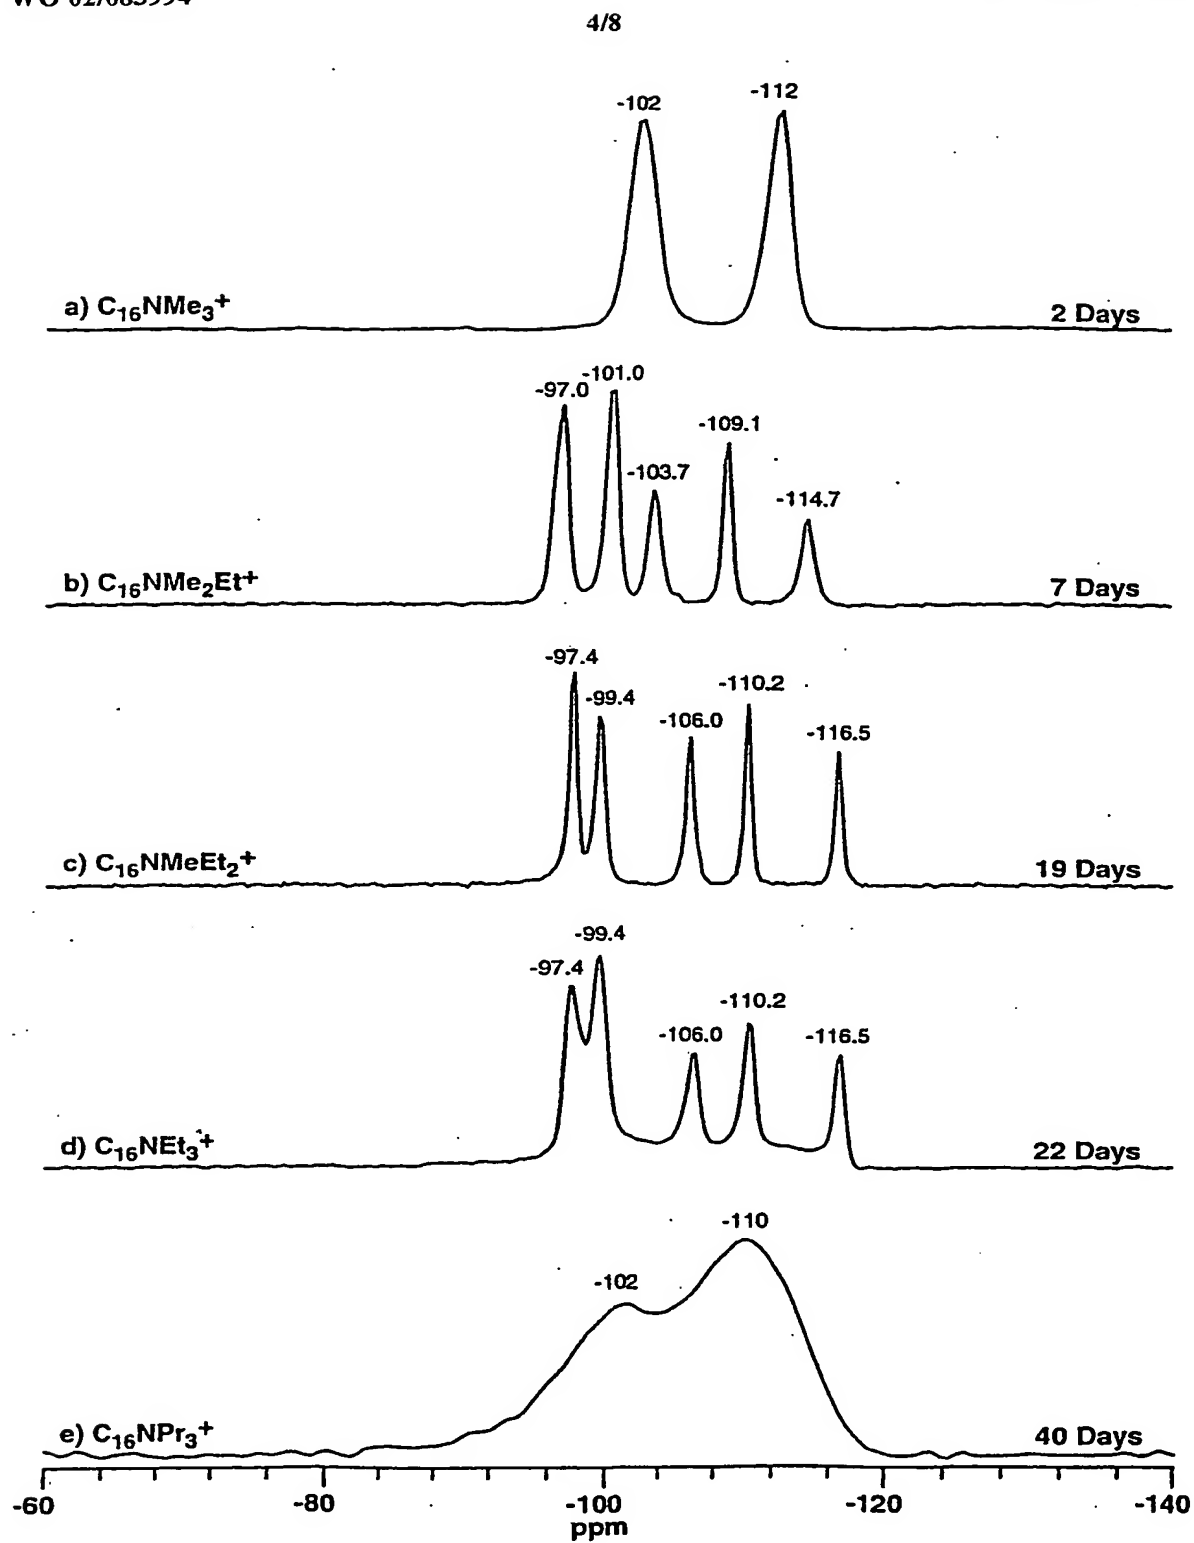 4/8
-102
-112
a) C₁₆NMe₃⁺
2 Days
-97.0
-101.0
-103.7
-109.1
-114.7
b) C₁₆NMe₂Et⁺
7 Days
-97.4
-99.4
-106.0
-110.2
-116.5
c) C₁₆NMeEt₂⁺
19 Days
-97.4
-99.4
-106.0
-110.2
-116.5
d) C₁₆NEt₃⁺
22 Days
-102
-110
e) C₁₆NPr₃⁺
40 Days
-60 -80 -100 -120 -140
ppm